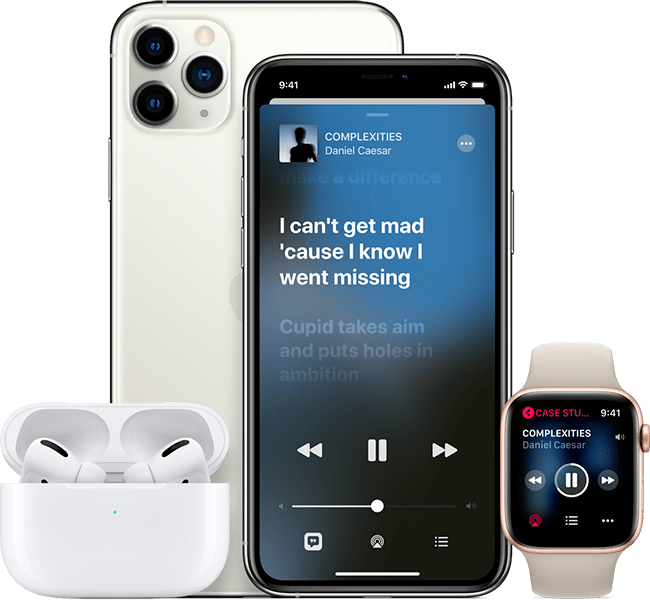 9:41
COMPLEXITIES
Daniel Caesar
make a difference
I can't get mad
'cause I know I
went missing
Cupid takes aim
and puts holes in
ambition
CASE STU...
9:41
COMPLEXITIES
Daniel Caesar